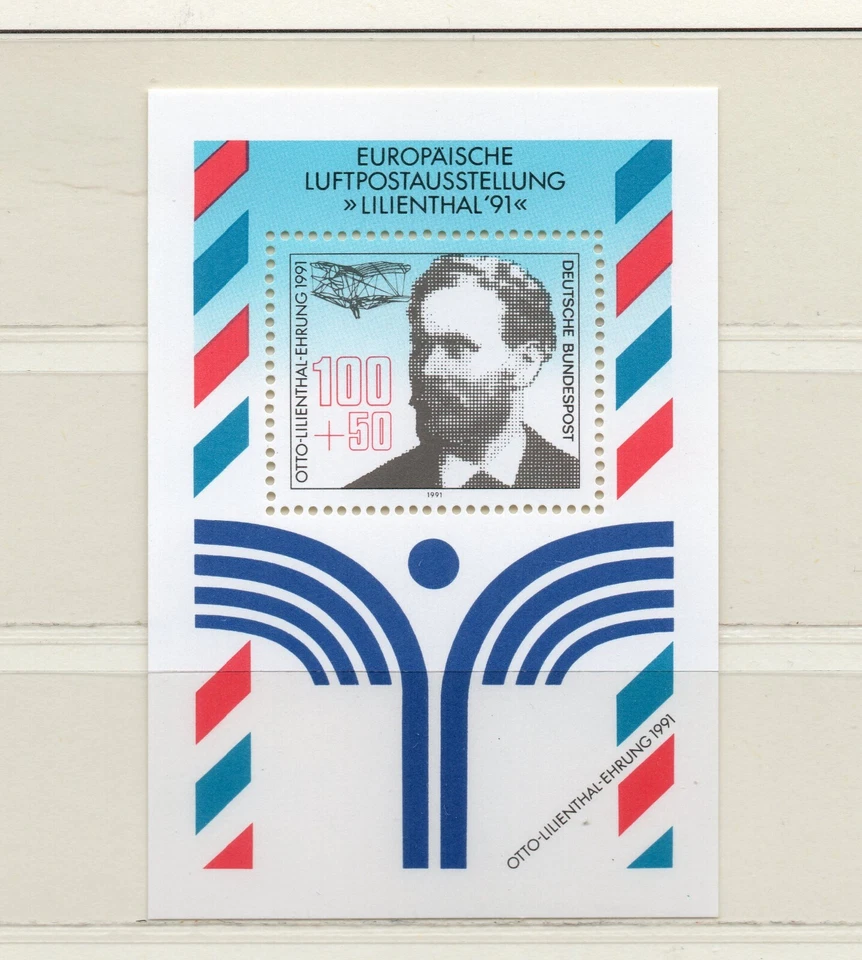 EUROPÄISCHE
LUFTPOSTAUSSTELLUNG
»LILIENTHAL'91«
OTTO-LILIENTHAL-EHRUNG 1991
100
+50
DEUTSCHE BUNDESPOST
1991
OTTO-LILIENTHAL-EHRUNG 1991